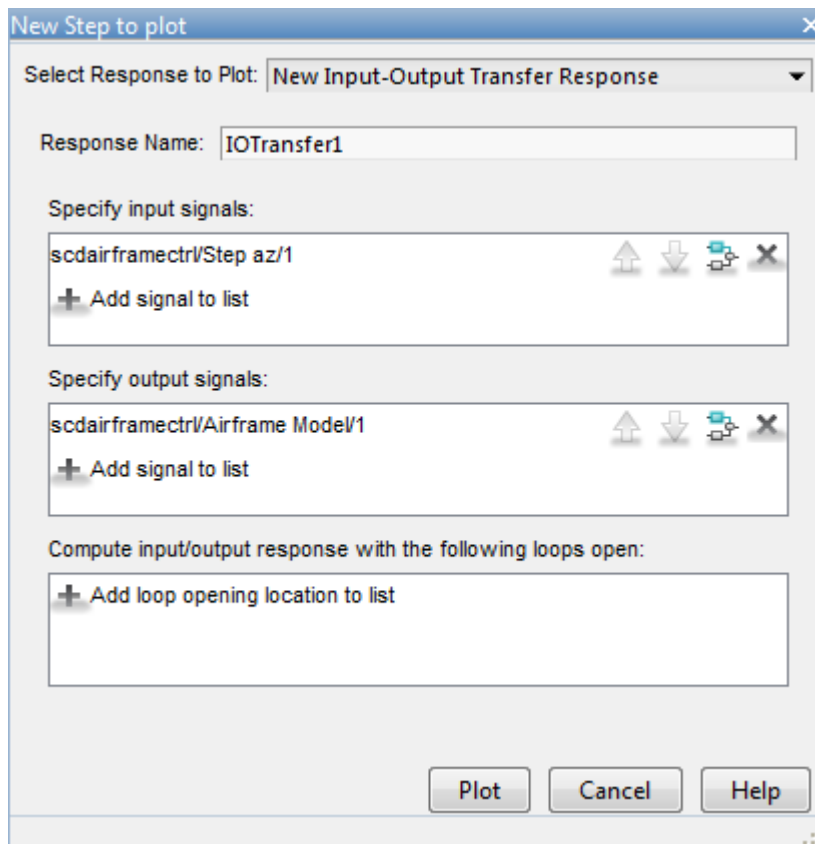 New Step to plot
Select Response to Plot: New Input-Output Transfer Response
Response Name: IOTransfer1
Specify input signals:
scdairframectrl/Step az/1
Add signal to list
Specify output signals:
scdairframectrl/Airframe Model/1
Add signal to list
Compute input/output response with the following loops open:
Add loop opening location to list
Plot Cancel Help